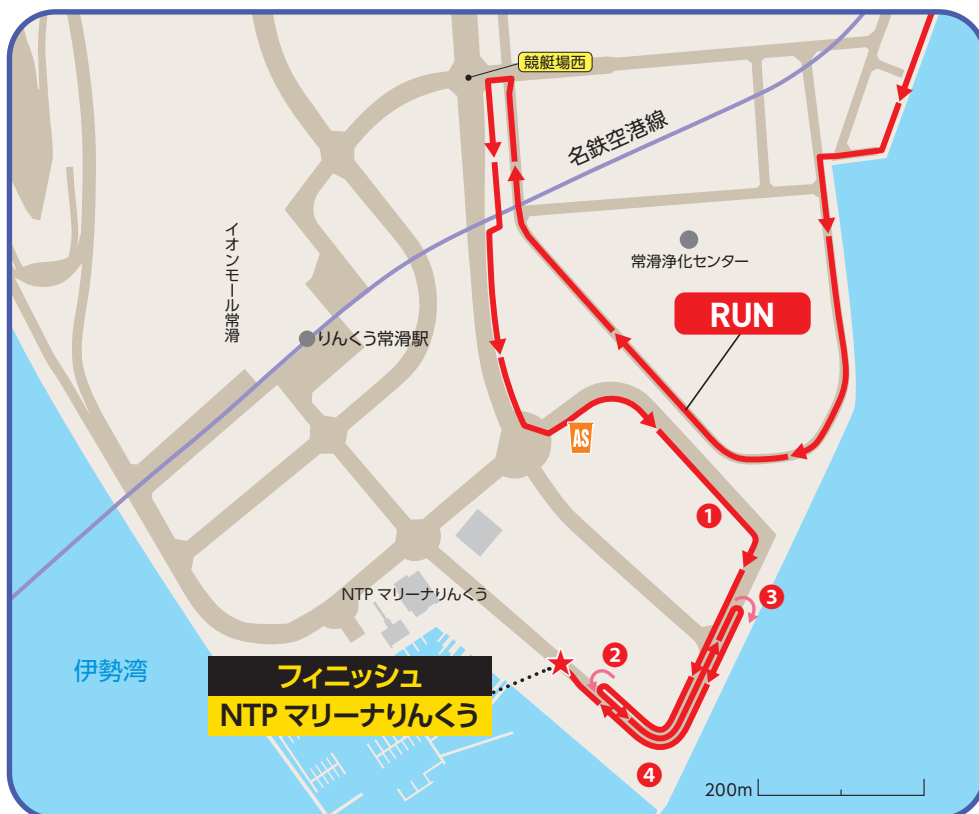 競艇場西
名鉄空港線
イオンモール常滑
常滑浄化センター
RUN
りんくう常滑駅
AS
1
3
NTP マリーナりんくう
2
伊勢湾
フィニッシュ
NTP マリーナりんくう
4
200m